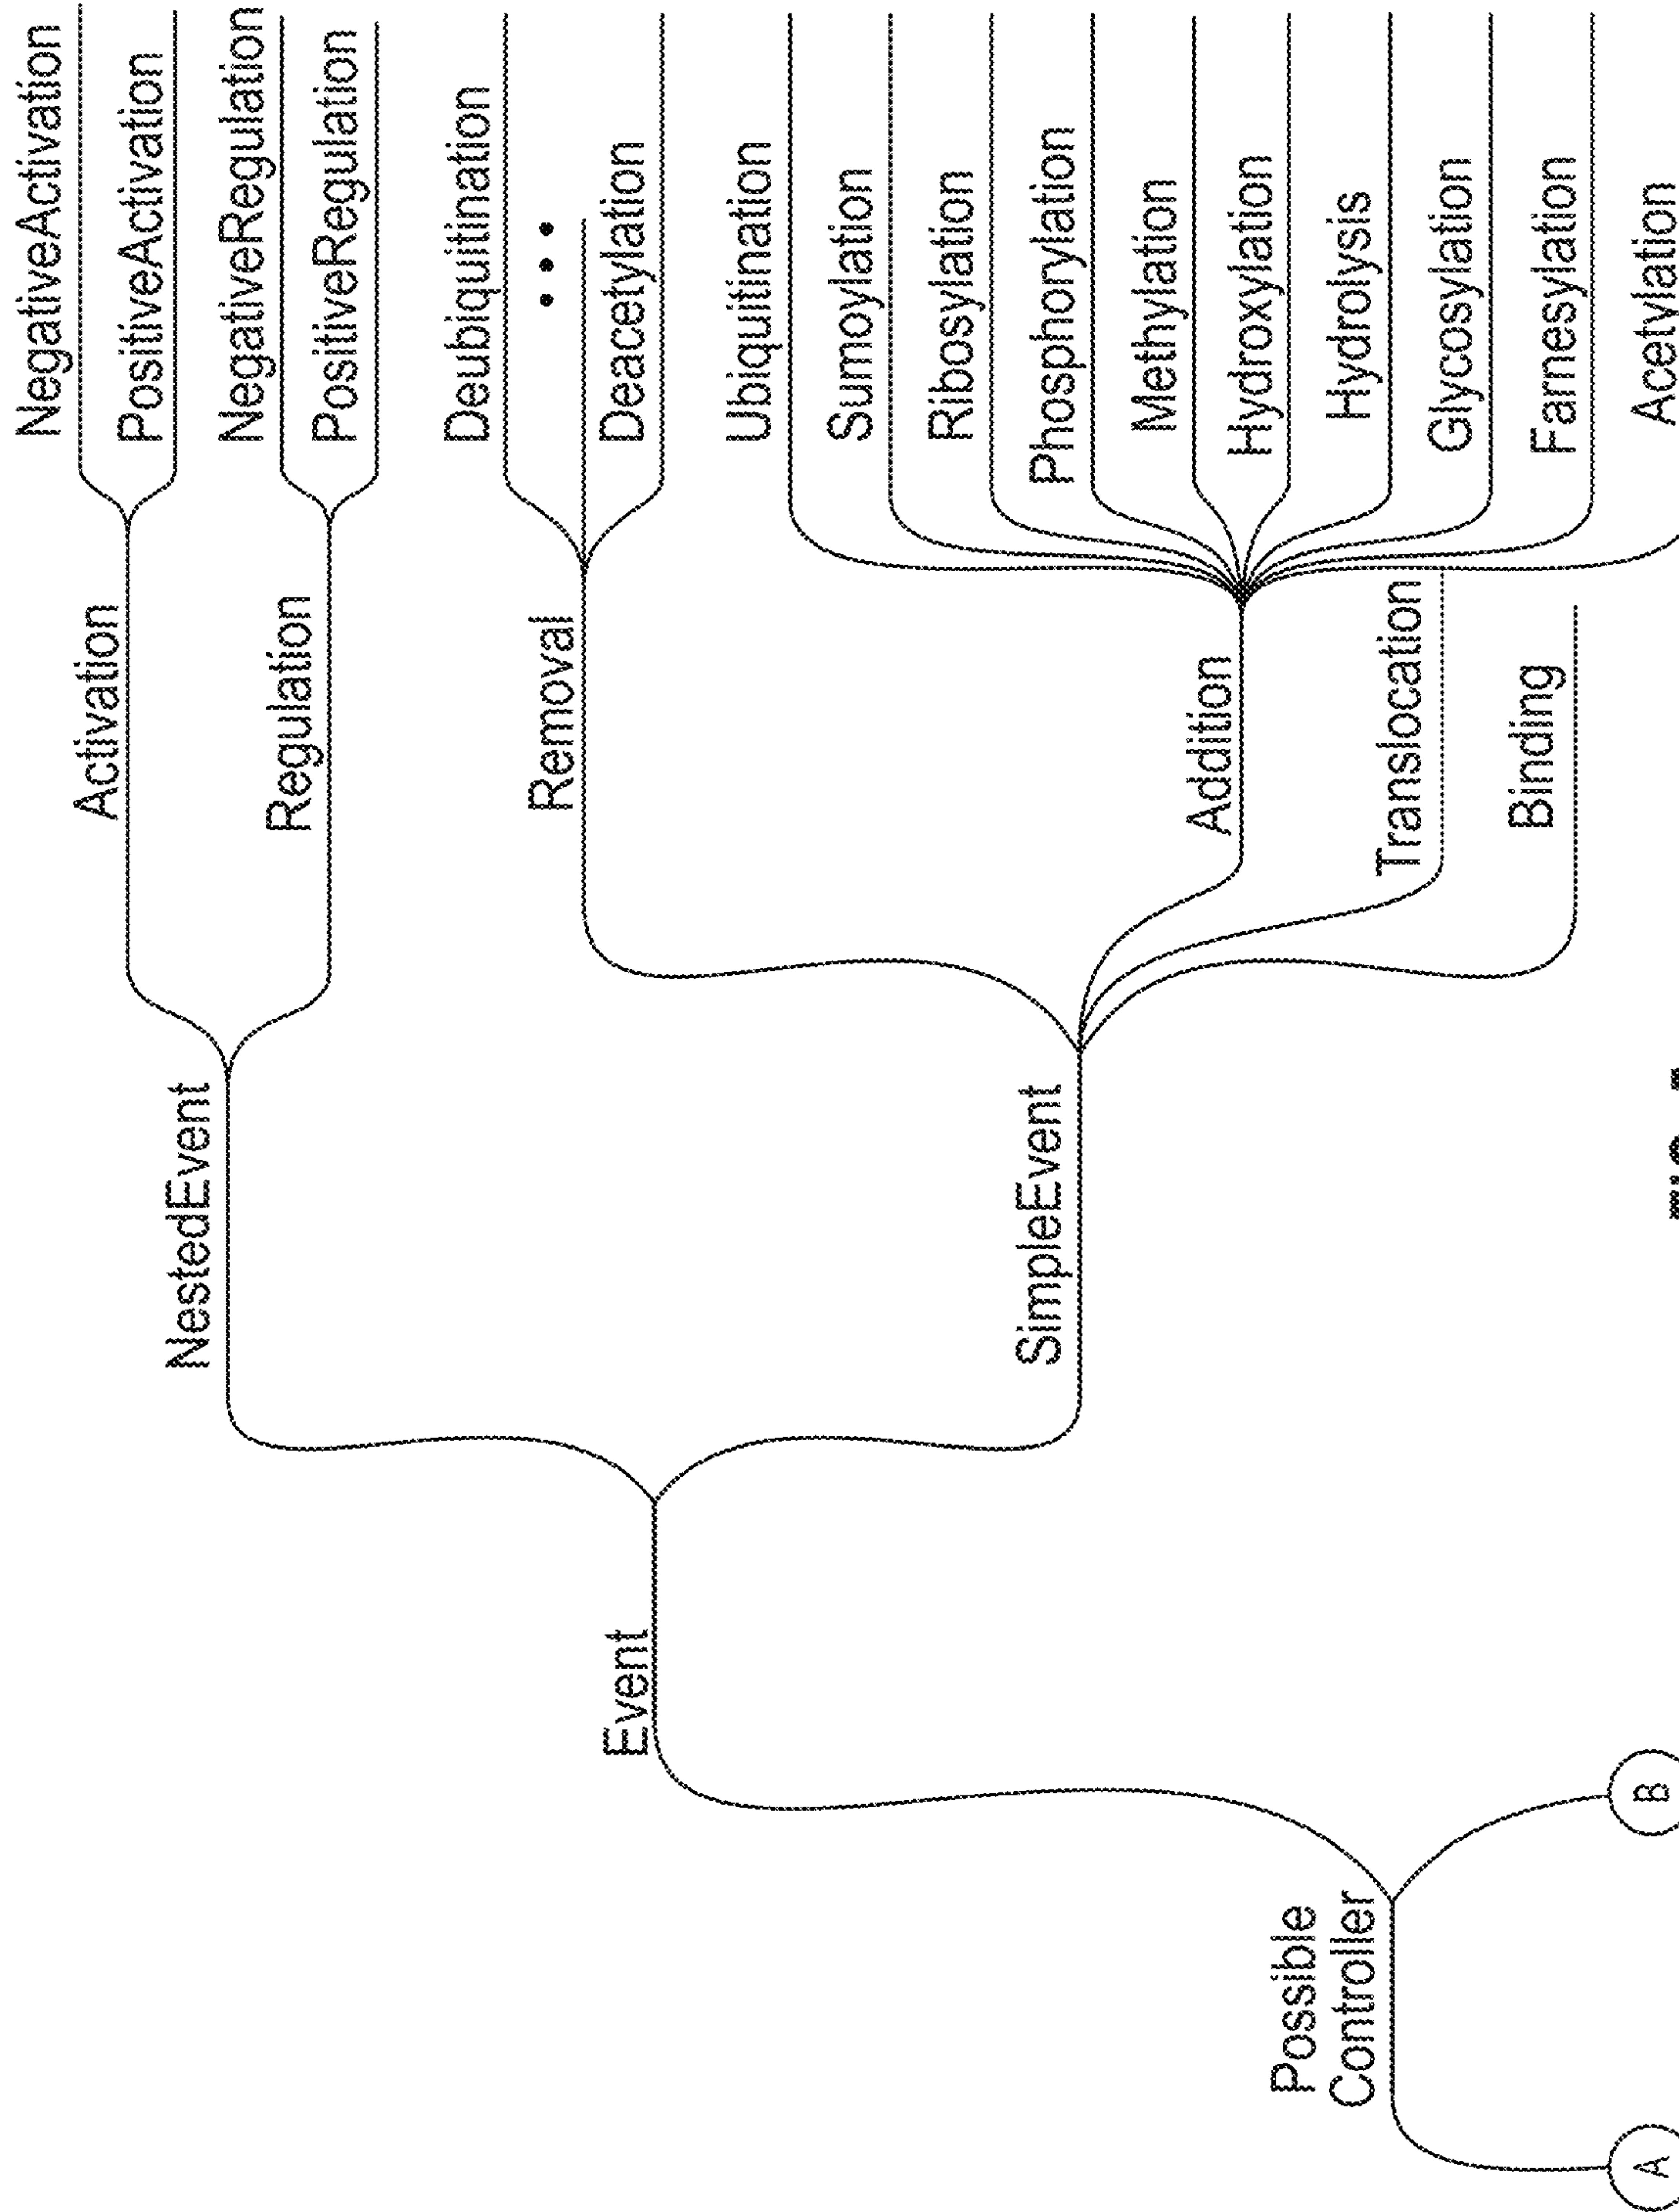 NegativeActivation
PositiveActivation
Activation
NegativeRegulation
PositiveRegulation
Regulation
NestedEvent
Deubiquitination
•••
Deacetylation
Removal
Event
Ubiquitination
Sumoylation
Ribosylation
Phosphorylation
Methylation
Hydroxylation
Hydrolysis
Glycosylation
Farnesylation
Acetylation
Addition
Translocation
Binding
SimpleEvent
Possible
Controller
A
B